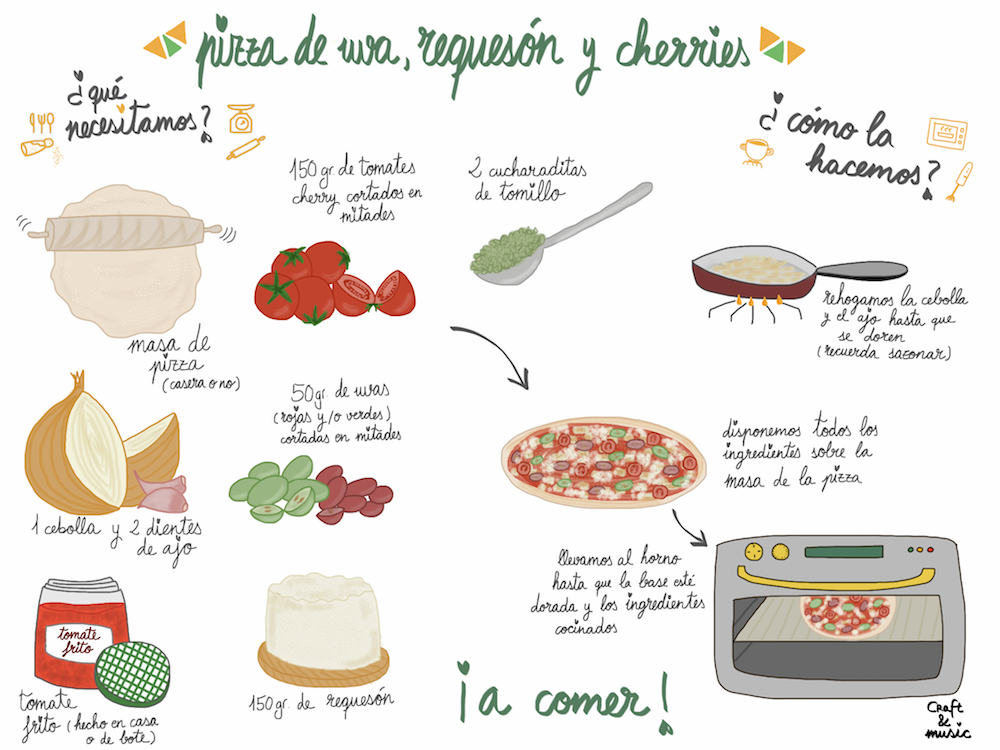 pizza de uva, requesón y cherries
¿qué
necesitamos?
masa de
pizza
(casera o no)
150 gr. de tomates
cherry cortados en
mitades
2 cucharaditas
de tomillo
1 cebolla y 2 dientes
de ajo
50 gr. de uvas
(rojas y/o verdes)
cortadas en mitades
tomate
frito
tomate
frito (hecho en casa
o de bote)
150 gr. de requesón
¿cómo la
hacemos?
rehogamos la cebolla
y el ajo hasta que
se doren
(recuerda sazonar)
disponemos todos los
ingredientes sobre la
masa de la pizza
llevamos al horno
hasta que la base esté
dorada y los ingredientes
cocinados
¡a comer!
Craft
&
music